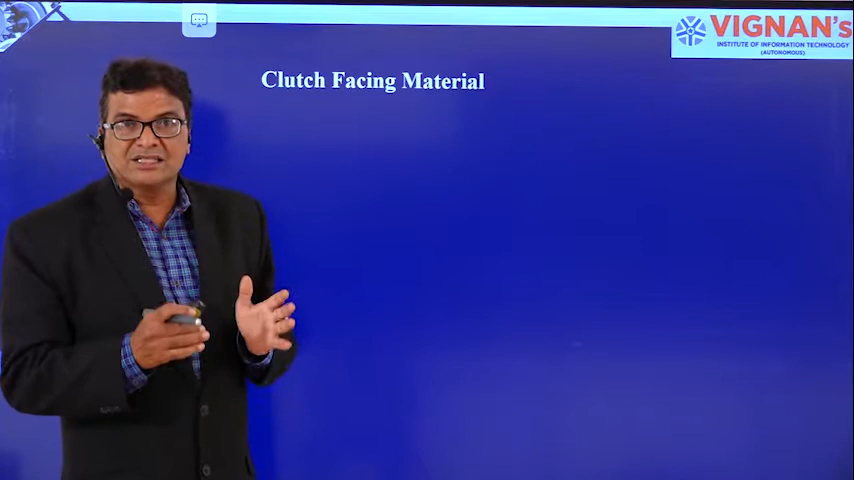 VIGNAN'S
INSTITUTE OF INFORMATION TECHNOLOGY
(AUTONOMOUS)
Clutch Facing Material